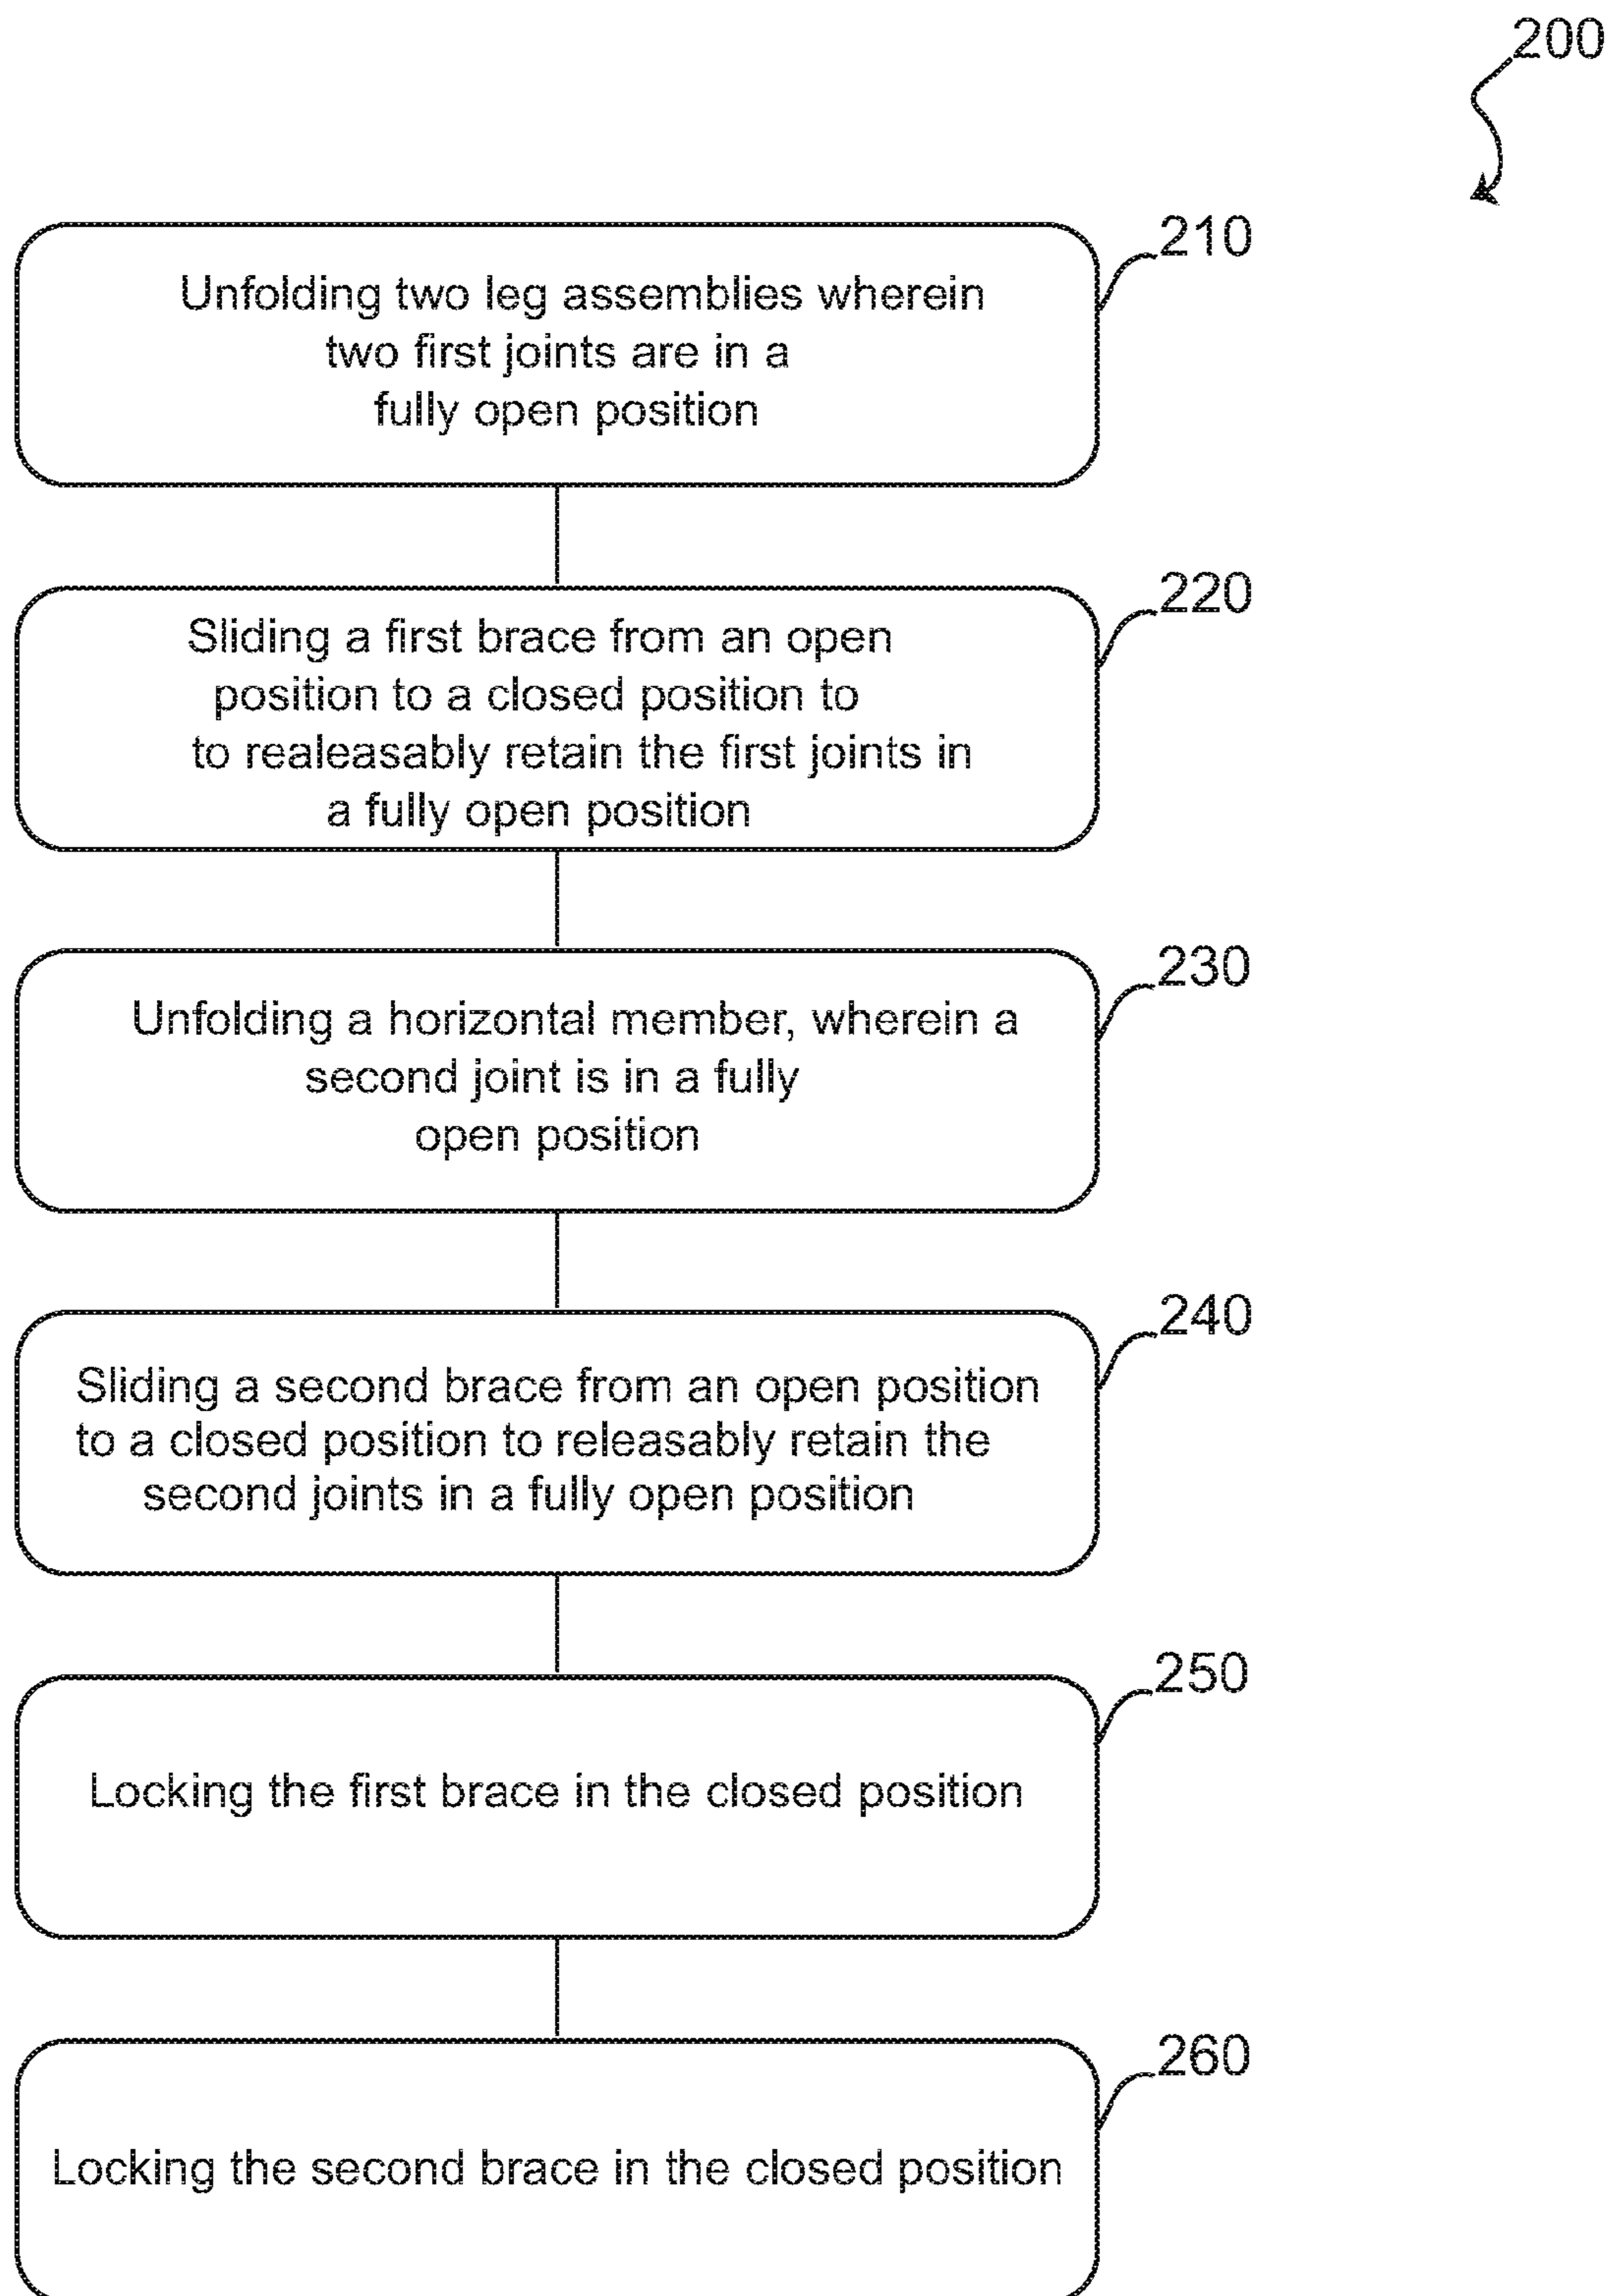 200
210
Unfolding two leg assemblies wherein
two first joints are in a
fully open position
220
Sliding a first brace from an open
position to a closed position to
to realeasably retain the first joints in
a fully open position
230
Unfolding a horizontal member, wherein a
second joint is in a fully
open position
240
Sliding a second brace from an open position
to a closed position to releasably retain the
second joints in a fully open position
250
Locking the first brace in the closed position
260
Locking the second brace in the closed position